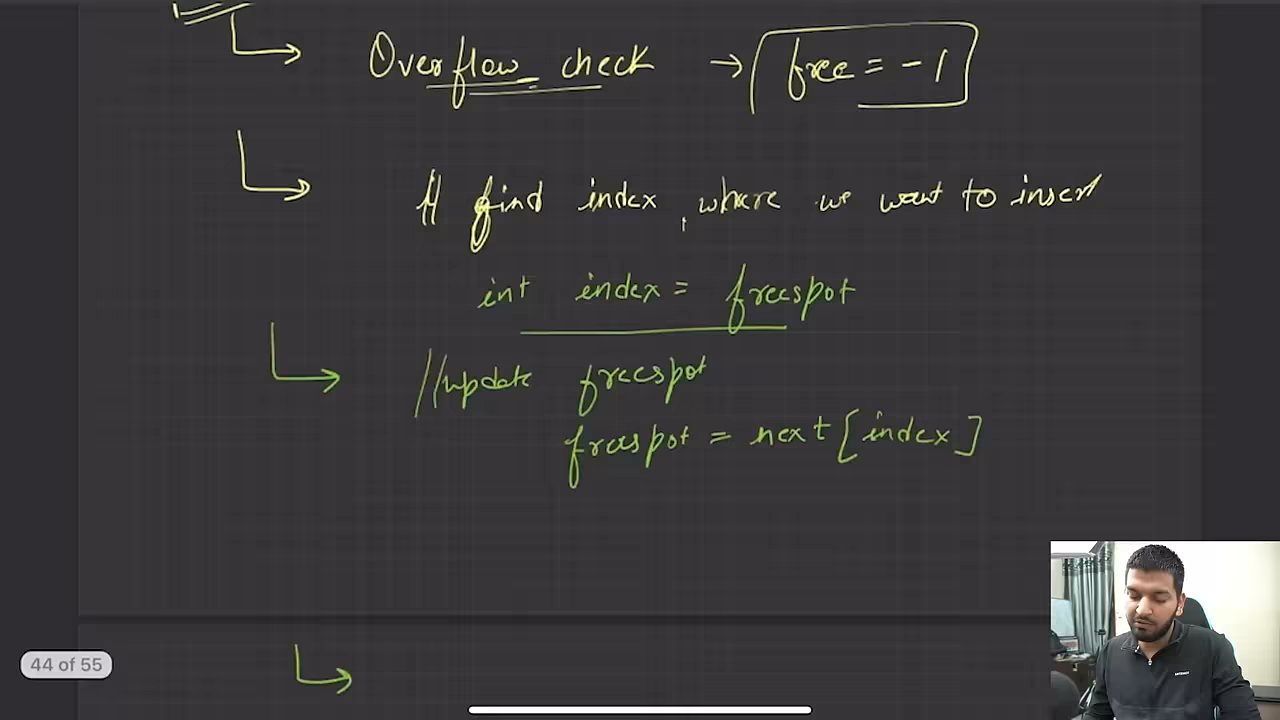 Overflow check → free = -1
// find index, where we want to insert
int index = freespot
//update freespot
freespot = next [index]
44 of 55